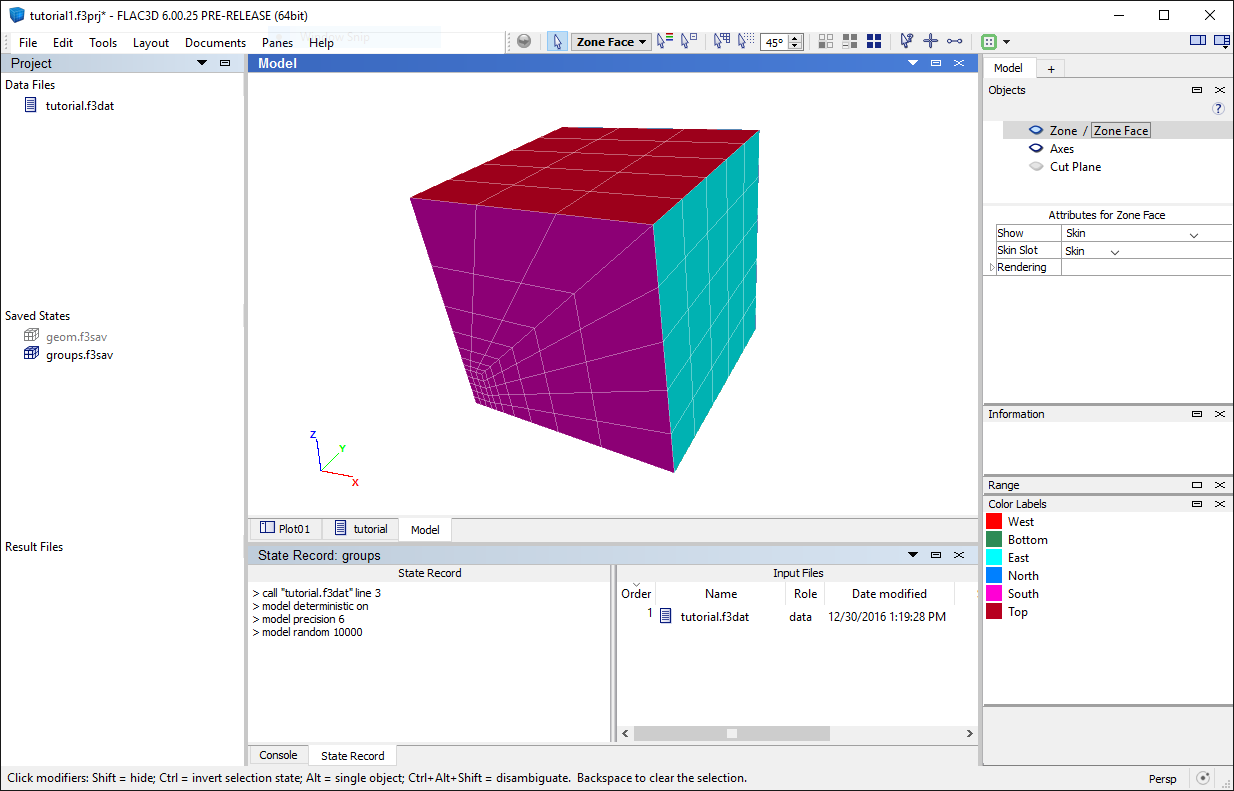 tutorial1.f3prj* - FLAC3D 6.00.25 PRE-RELEASE (64bit)
File Edit Tools Layout Documents Panes Help
Zone Face
45°
Project
Data Files
tutorial.f3dat
Saved States
geom.f3sav
groups.f3sav
Result Files
Model
Z
Y
X
Plot01 tutorial Model
State Record: groups
State Record
> call "tutorial.f3dat" line 3
> model deterministic on
> model precision 6
> model random 10000
Input Files
Order Name Role Date modified
1 tutorial.f3dat data 12/30/2016 1:19:28 PM
Console State Record
Model +
Objects
?
Zone / Zone Face
Axes
Cut Plane
Attributes for Zone Face
Show Skin
Skin Slot Skin
Rendering
Information
Range
Color Labels
West
Bottom
East
North
South
Top
Click modifiers: Shift = hide; Ctrl = invert selection state; Alt = single object; Ctrl+Alt+Shift = disambiguate. Backspace to clear the selection.
Persp